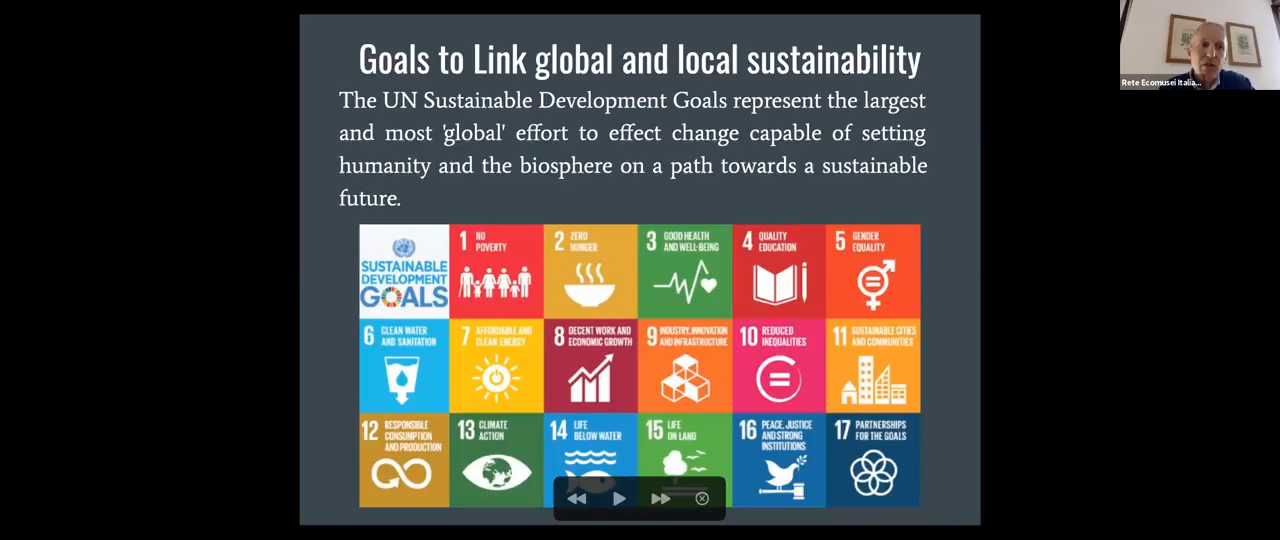 Goals to Link global and local sustainability
The UN Sustainable Development Goals represent the largest
and most 'global' effort to effect change capable of setting
humanity and the biosphere on a path towards a sustainable
future.
SUSTAINABLE
DEVELOPMENT
GOALS
1 NO
POVERTY
2 ZERO
HUNGER
3 GOOD HEALTH
AND WELL-BEING
4 QUALITY
EDUCATION
5 GENDER
EQUALITY
6 CLEAN WATER
AND SANITATION
7 AFFORDABLE AND
CLEAN ENERGY
8 DECENT WORK AND
ECONOMIC GROWTH
9 INDUSTRY, INNOVATION
AND INFRASTRUCTURE
10 REDUCED
INEQUALITIES
11 SUSTAINABLE CITIES
AND COMMUNITIES
12 RESPONSIBLE
CONSUMPTION
AND PRODUCTION
13 CLIMATE
ACTION
14 LIFE
BELOW WATER
15 LIFE
ON LAND
16 PEACE, JUSTICE
AND STRONG
INSTITUTIONS
17 PARTNERSHIPS
FOR THE GOALS
Rete Ecomusei Italia...